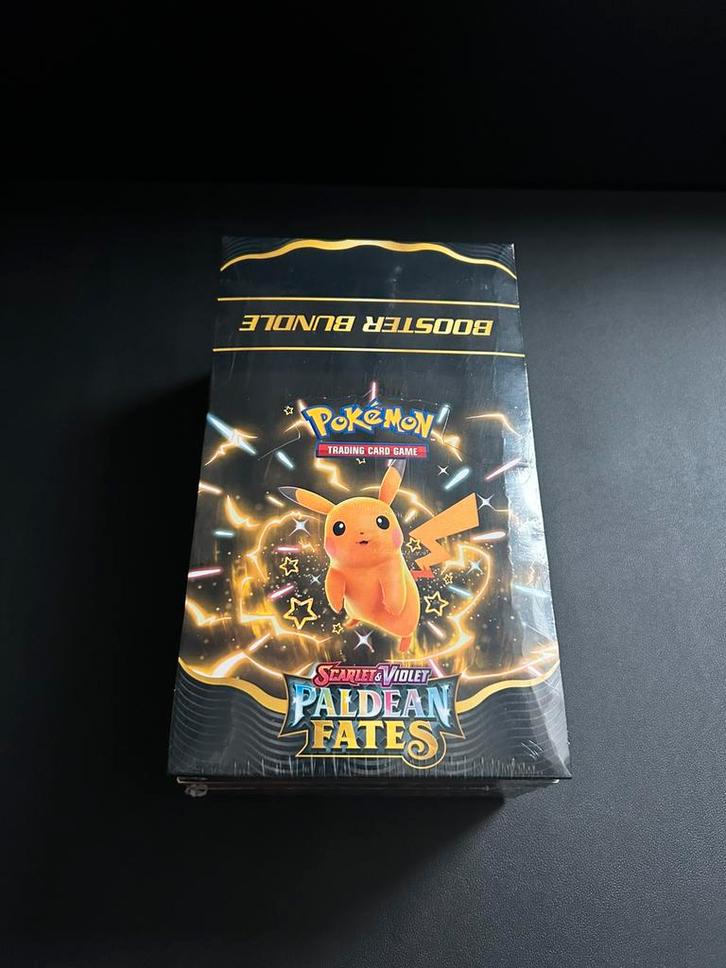 BOOSTER BUNDLE
POKéMON
TRADING CARD GAME
SCARLET & VIOLET
PALDEAN
FATES